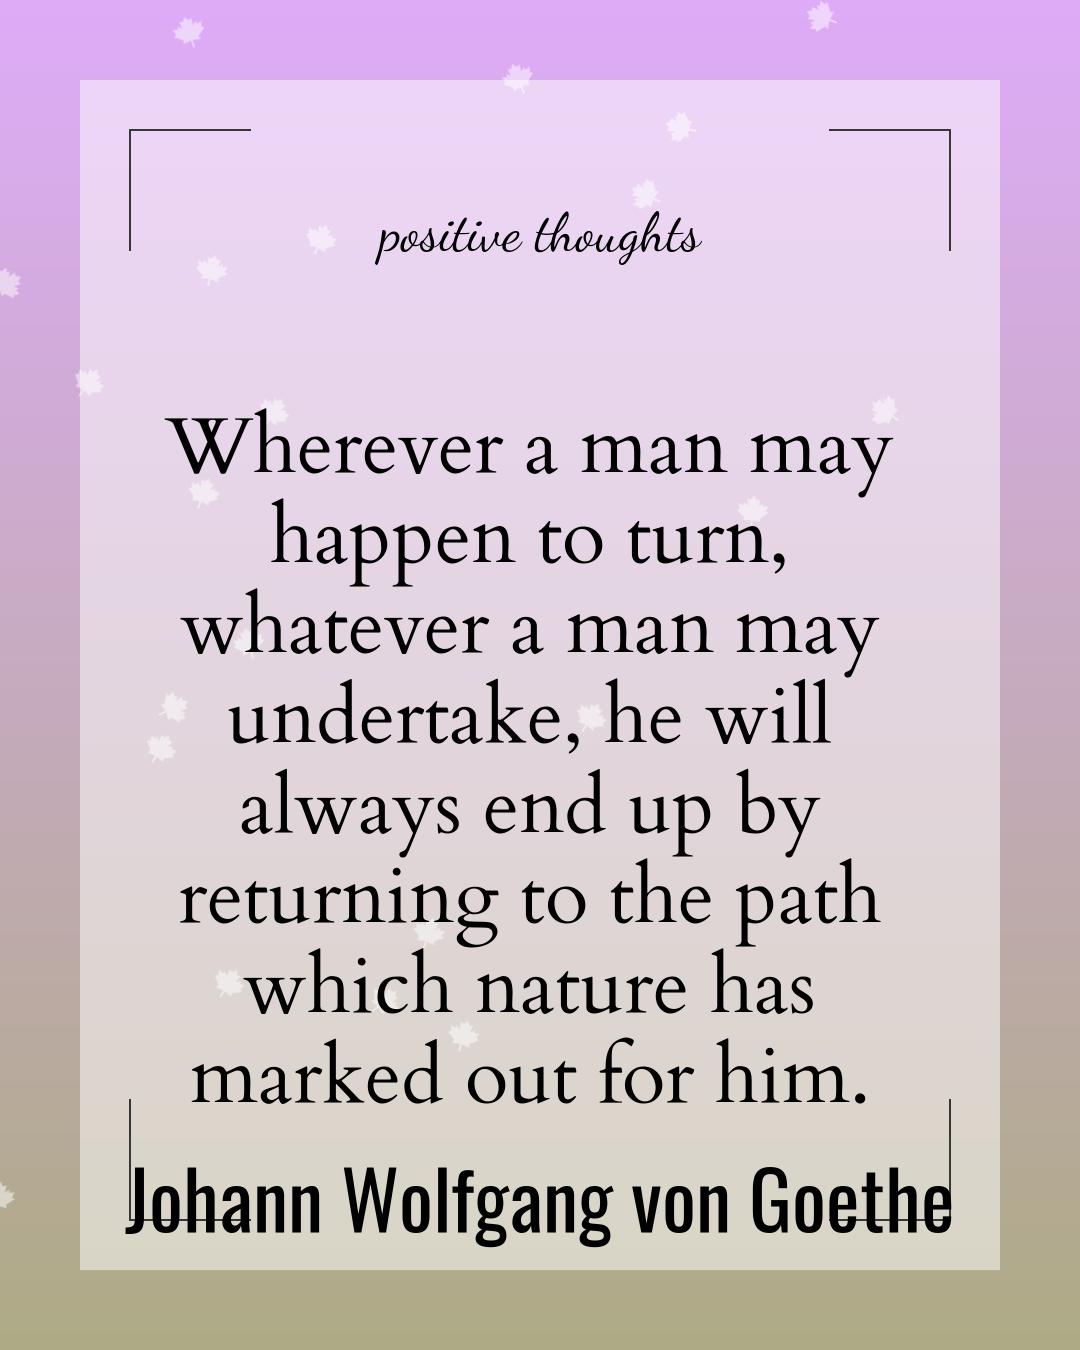 positive thoughts
Wherever a man may
happen to turn,
whatever a man may
undertake, he will
always end up by
returning to the path
which nature has
marked out for him.
Johann Wolfgang von Goethe